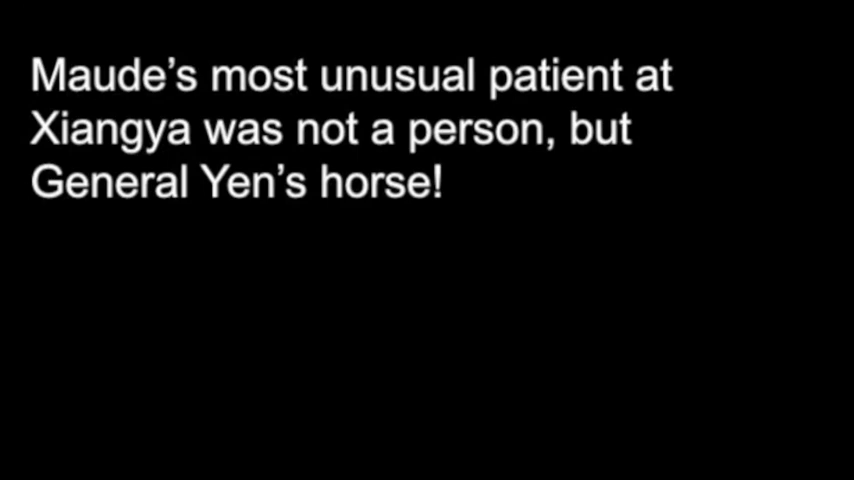 Maude’s most unusual patient at
Xiangya was not a person, but
General Yen’s horse!